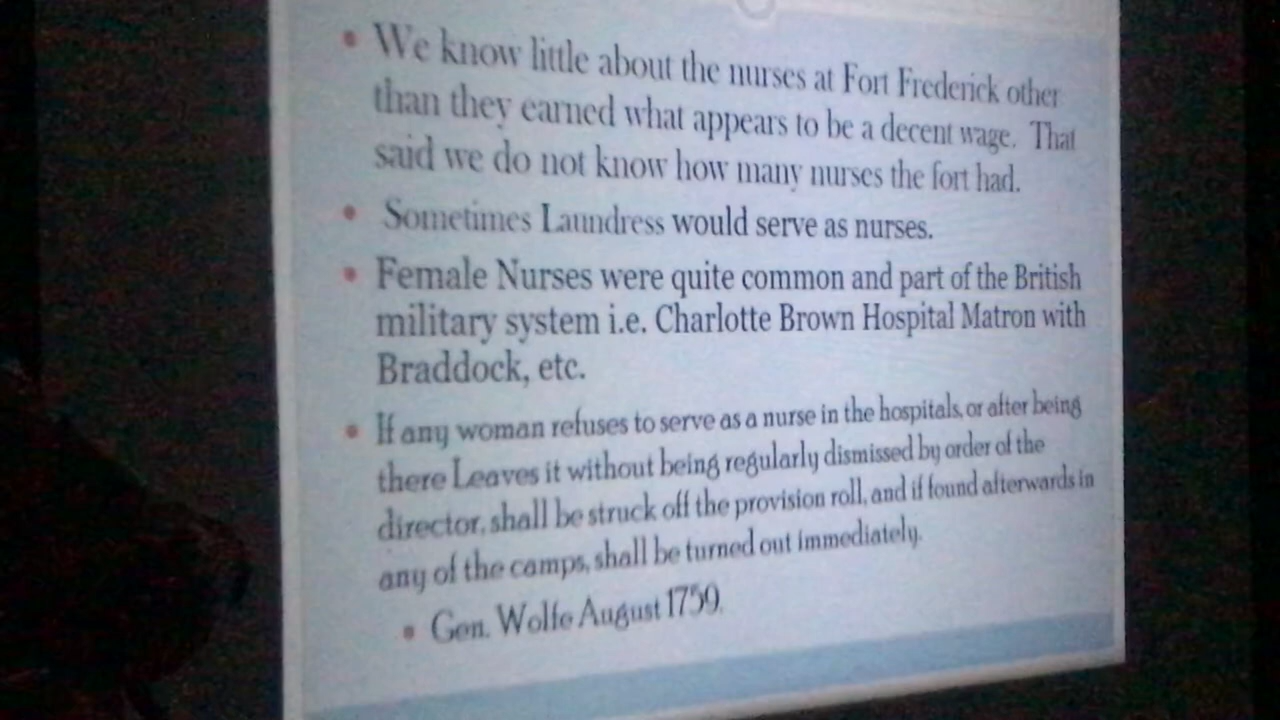 • We know little about the nurses at Fort Frederick other
than they earned what appears to be a decent wage. That
said we do not know how many nurses the fort had.
• Sometimes Laundress would serve as nurses.
• Female Nurses were quite common and part of the British
military system i.e. Charlotte Brown Hospital Matron with
Braddock, etc.
• If any woman refuses to serve as a nurse in the hospitals, or after being
there Leaves it without being regularly dismissed by order of the
director, shall be struck off the provision roll, and if found afterwards in
any of the camps, shall be turned out immediately.
• Gen. Wolfe August 1759.